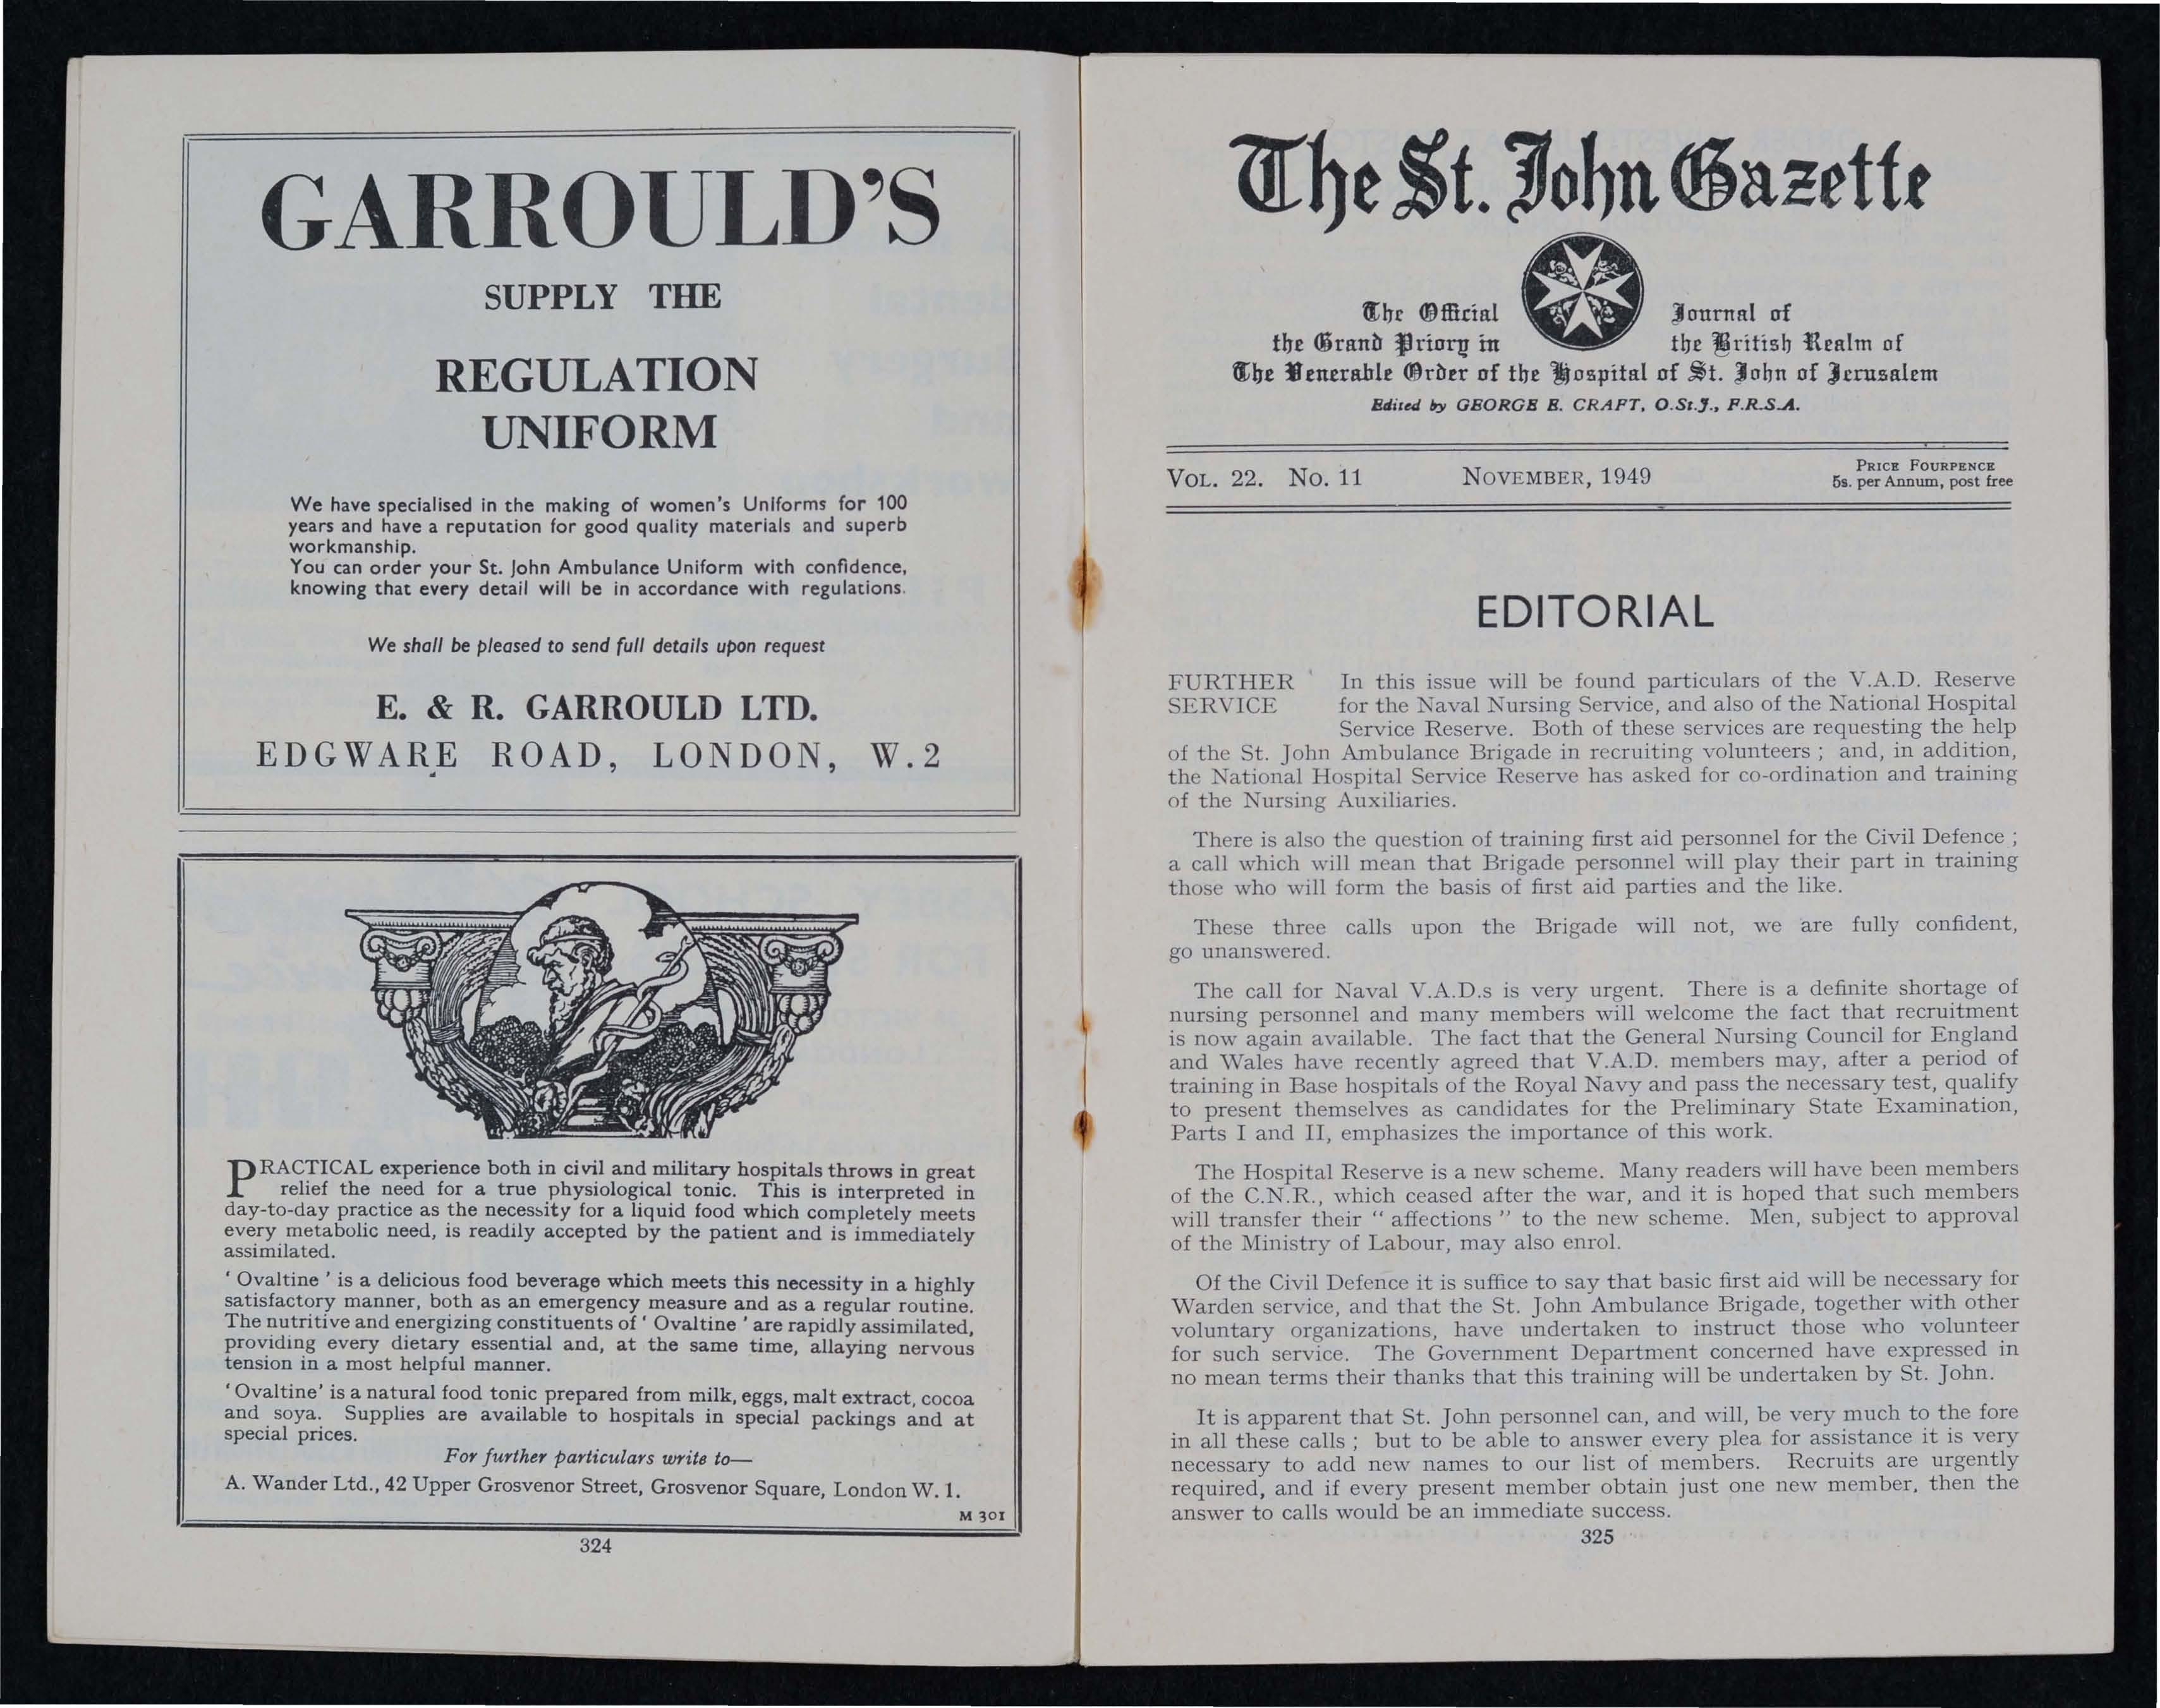 GARROULD'S
SUPPLY THE
REGULATION
UNIFORM
We have specialised in the making of women's Uniforms for 100
years and have a reputation for good quality materials and superb
workmanship.
You can order your St. John Ambulance Uniform with confidence,
knowing that every detail will be in accordance with regulations.
We shall be pleased to send full details upon request
E. & R. GARROULD LTD.
EDGWARE ROAD, LONDON, W.2
PRACTICAL experience both in civil and military hospitals throws in great
relief the need for a true physiological tonic. This is interpreted in
day-to-day practice as the necessity for a liquid food which completely meets
every metabolic need, is readily accepted by the patient and is immediately
assimilated.
' Ovaltine ' is a delicious food beverage which meets this necessity in a highly
satisfactory manner, both as an emergency measure and as a regular routine.
The nutritive and energizing constituents of ' Ovaltine ' are rapidly assimilated,
providing every dietary essential and, at the same time, allaying nervous
tension in a most helpful manner.
'Ovaltine' is a natural food tonic prepared from milk, eggs, malt extract, cocoa
and soya. Supplies are available to hospitals in special packings and at
special prices.
For further particulars write to—
A. Wander Ltd., 42 Upper Grosvenor Street, Grosvenor Square, London W. 1.
M 301
324
The St. John Gazette
The Official Journal of
the Grand Priory in the British Realm of
The Venerable Order of the Hospital of St. John of Jerusalem
Edited by GEORGE E. CRAFT, O.St.J., F.R.S.A.
VOL. 22. No. 11 NOVEMBER, 1949 PRICE FOURPENCE
5s. per Annum, post free
EDITORIAL
FURTHER In this issue will be found particulars of the V.A.D. Reserve
SERVICE for the Naval Nursing Service, and also of the National Hospital
Service Reserve. Both of these services are requesting the help
of the St. John Ambulance Brigade in recruiting volunteers ; and, in addition,
the National Hospital Service Reserve has asked for co-ordination and training
of the Nursing Auxiliaries.
There is also the question of training first aid personnel for the Civil Defence ;
a call which will mean that Brigade personnel will play their part in training
those who will form the basis of first aid parties and the like.
These three calls upon the Brigade will not, we are fully confident,
go unanswered.
The call for Naval V.A.D.s is very urgent. There is a definite shortage of
nursing personnel and many members will welcome the fact that recruitment
is now again available. The fact that the General Nursing Council for England
and Wales have recently agreed that V.A.D. members may, after a period of
training in Base hospitals of the Royal Navy and pass the necessary test, qualify
to present themselves as candidates for the Preliminary State Examination,
Parts I and II, emphasizes the importance of this work.
The Hospital Reserve is a new scheme. Many readers will have been members
of the C.N.R., which ceased after the war, and it is hoped that such members
will transfer their " affections " to the new scheme. Men, subject to approval
of the Ministry of Labour, may also enrol.
Of the Civil Defence it is suffice to say that basic first aid will be necessary for
Warden service, and that the St. John Ambulance Brigade, together with other
voluntary organizations, have undertaken to instruct those who volunteer
for such service. The Government Department concerned have expressed in
no mean terms their thanks that this training will be undertaken by St. John.
It is apparent that St. John personnel can, and will, be very much to the fore
in all these calls ; but to be able to answer every plea for assistance it is very
necessary to add new names to our list of members. Recruits are urgently
required, and if every present member obtain just one new member, then the
answer to calls would be an immediate success.
325